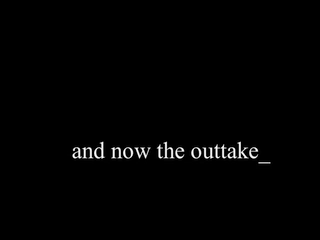 and now the outtake_